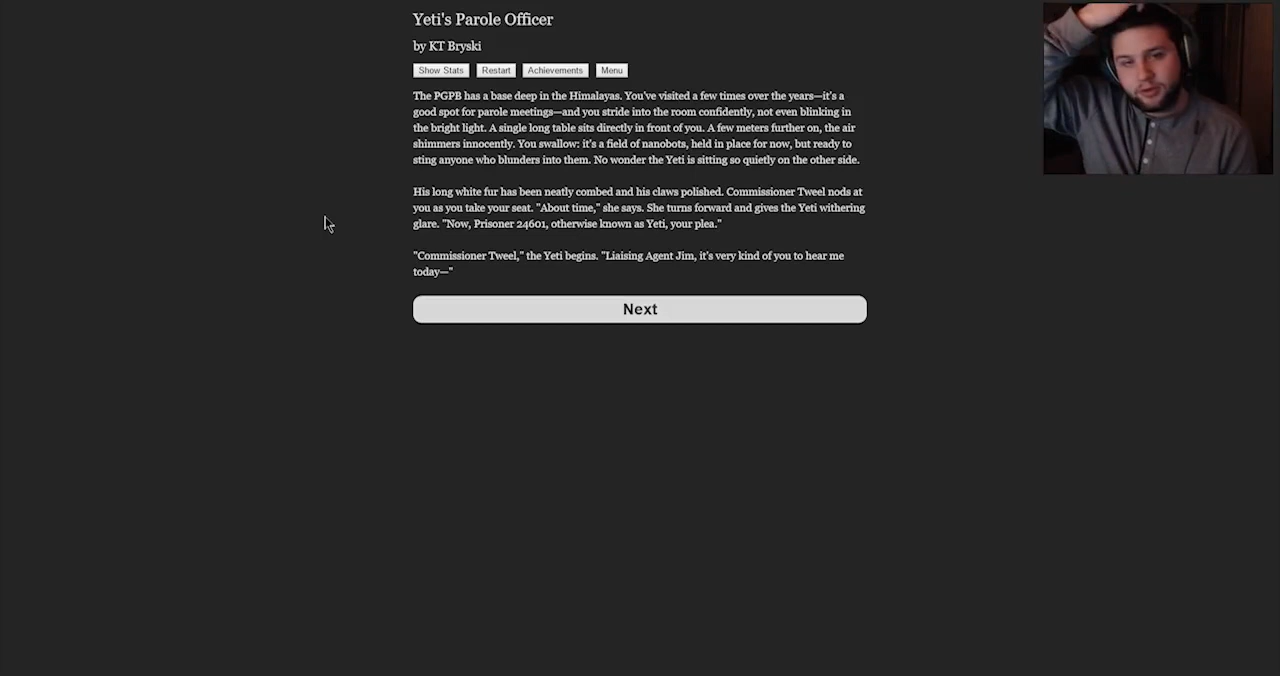 Yeti's Parole Officer
by KT Bryski
Show Stats Restart Achievements Menu
The PGPB has a base deep in the Himalayas. You've visited a few times over the years—it's a
good spot for parole meetings—and you stride into the room confidently, not even blinking in
the bright light. A single long table sits directly in front of you. A few meters further on, the air
shimmers innocently. You swallow: it's a field of nanobots, held in place for now, but ready to
sting anyone who blunders into them. No wonder the Yeti is sitting so quietly on the other side.
His long white fur has been neatly combed and his claws polished. Commissioner Tweel nods at
you as you take your seat. "About time," she says. She turns forward and gives the Yeti withering
glare. "Now, Prisoner 24601, otherwise known as Yeti, your plea."
"Commissioner Tweel," the Yeti begins. "Liaising Agent Jim, it's very kind of you to hear me
today—"
Next